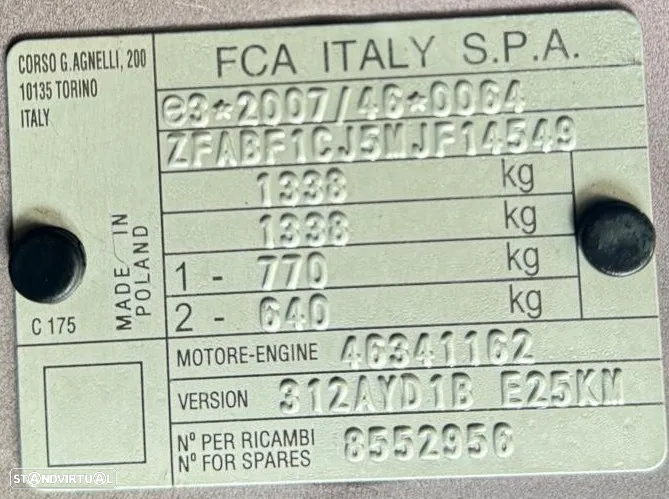 CORSO G.AGNELLI, 200
10135 TORINO
ITALY
FCA ITALY S.P.A.
e3*2007/46*0064
ZFABF1CJ5MJF14549
1338 kg
1338 kg
1 - 770 kg
2 - 640 kg
MADE IN
POLAND
C 175
MOTORE-ENGINE 46341162
VERSION 312AYD1B E25KM
Nº PER RICAMBI
Nº FOR SPARES 8552956
STANDVIRTUAL